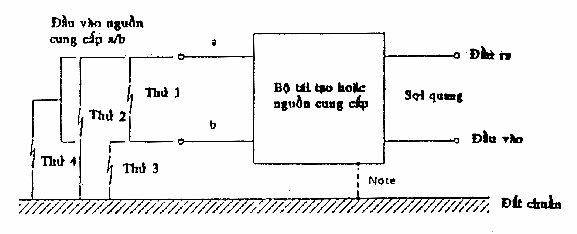 Đầu vào nguồn
cung cấp a/b
a
Đầu ra
Thử 1
Bộ tái tạo hoặc
nguồn cung cấp
Sợi quang
Thử 2
b
Đầu vào
Thử 4
Thử 3
Note
Đất chuẩn